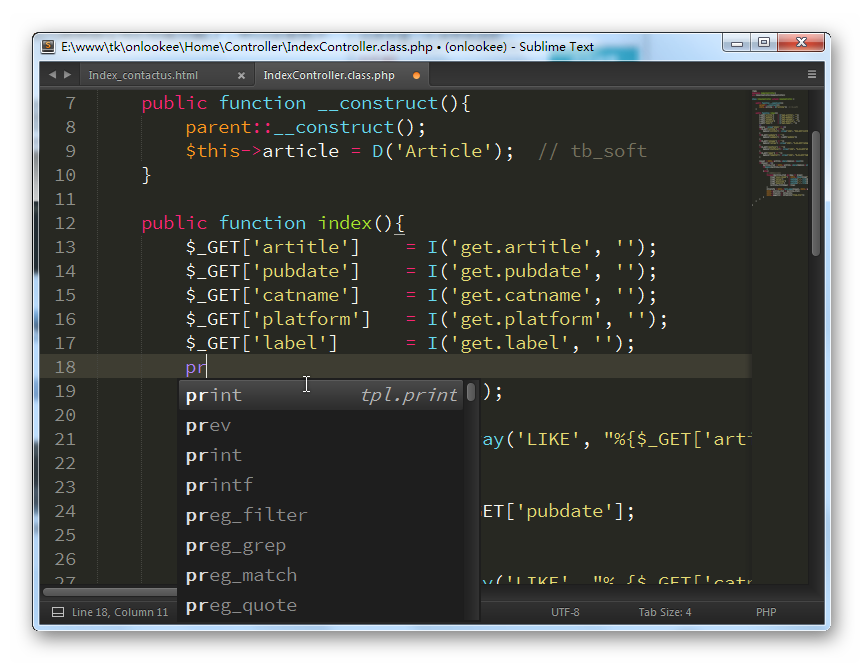 E:\www\tk\onlookee\Home\Controller\IndexController.class.php • (onlookee) - Sublime Text
Index_contactus.html
IndexController.class.php
7 public function __construct(){
8 parent::__construct();
9 $this->article = D('Article'); // tb_soft
10 }
11
12 public function index(){
13 $_GET['artitle'] = I('get.artitle', '');
14 $_GET['pubdate'] = I('get.pubdate', '');
15 $_GET['catname'] = I('get.catname', '');
16 $_GET['platform'] = I('get.platform', '');
17 $_GET['label'] = I('get.label', '');
18 pr
19 );
20
21 ay('LIKE', "%{$_GET['arti
22
23
24 GET['pubdate'];
25
26
27 y('LIKE', "%_{$_GET['catn
print tpl.print
prev
print
printf
preg_filter
preg_grep
preg_match
preg_quote
Line 18, Column 11
UTF-8
Tab Size: 4
PHP